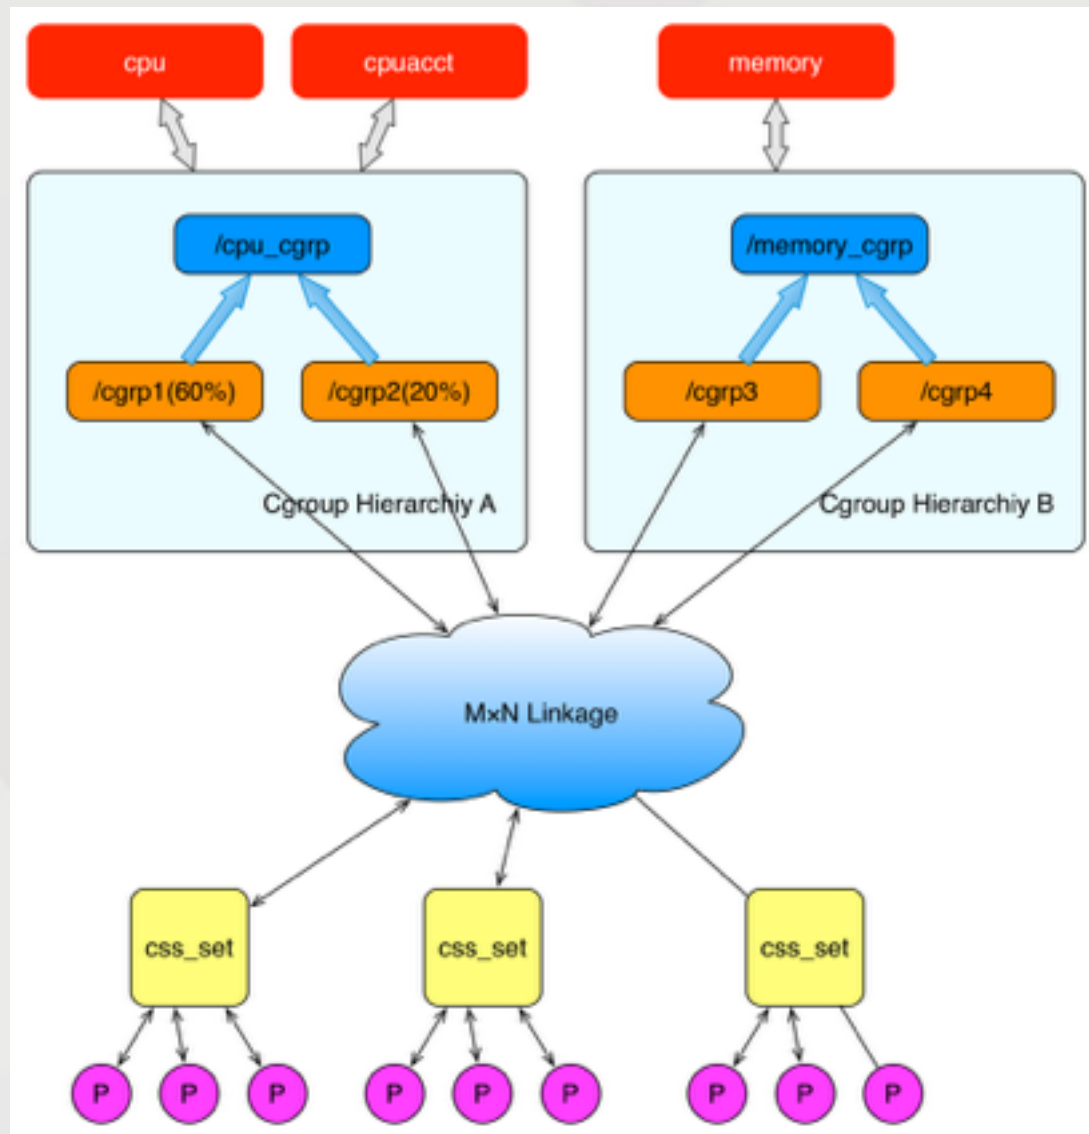 cpu
cpuacct
memory
/cpu_cgrp
/memory_cgrp
/cgrp1(60%)
/cgrp2(20%)
/cgrp3
/cgrp4
Cgroup Hierarchiy A
Cgroup Hierarchiy B
M×N Linkage
css_set
css_set
css_set
P
P
P
P
P
P
P
P
P